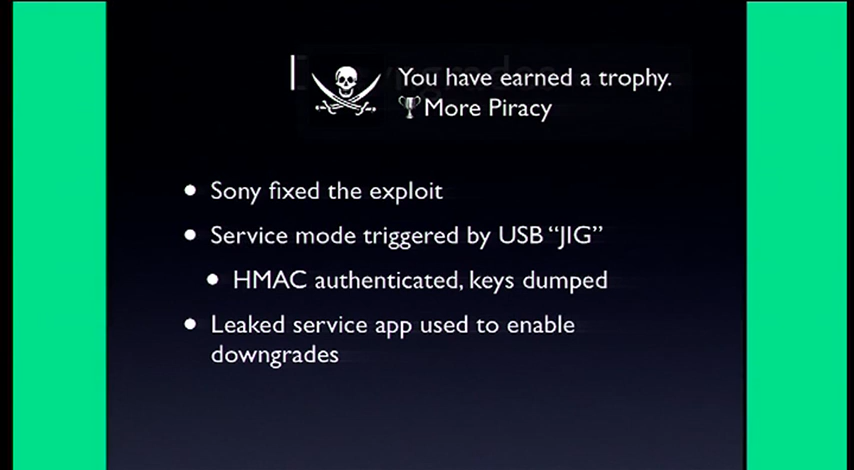 You have earned a trophy.
More Piracy
Sony fixed the exploit
Service mode triggered by USB “JIG”
HMAC authenticated, keys dumped
Leaked service app used to enable
downgrades